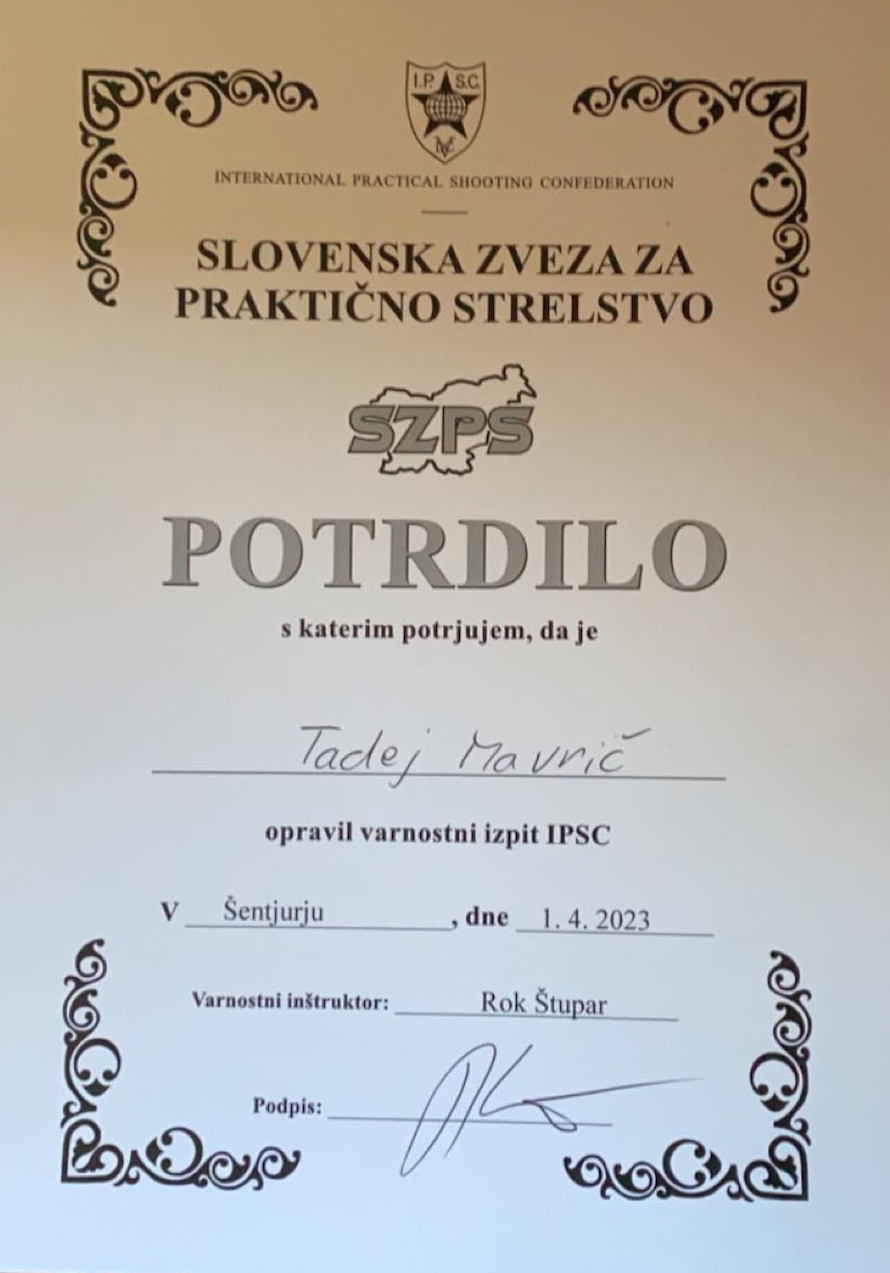 I.P.S.C.
DVC
INTERNATIONAL PRACTICAL SHOOTING CONFEDERATION
SLOVENSKA ZVEZA ZA
PRAKTIČNO STRELSTVO
SZPS
POTRDILO
s katerim potrjujem, da je
Tadej Mavrič
opravil varnostni izpit IPSC
V Šentjurju, dne 1. 4. 2023
Varnostni inštruktor: Rok Štupar
Podpis: